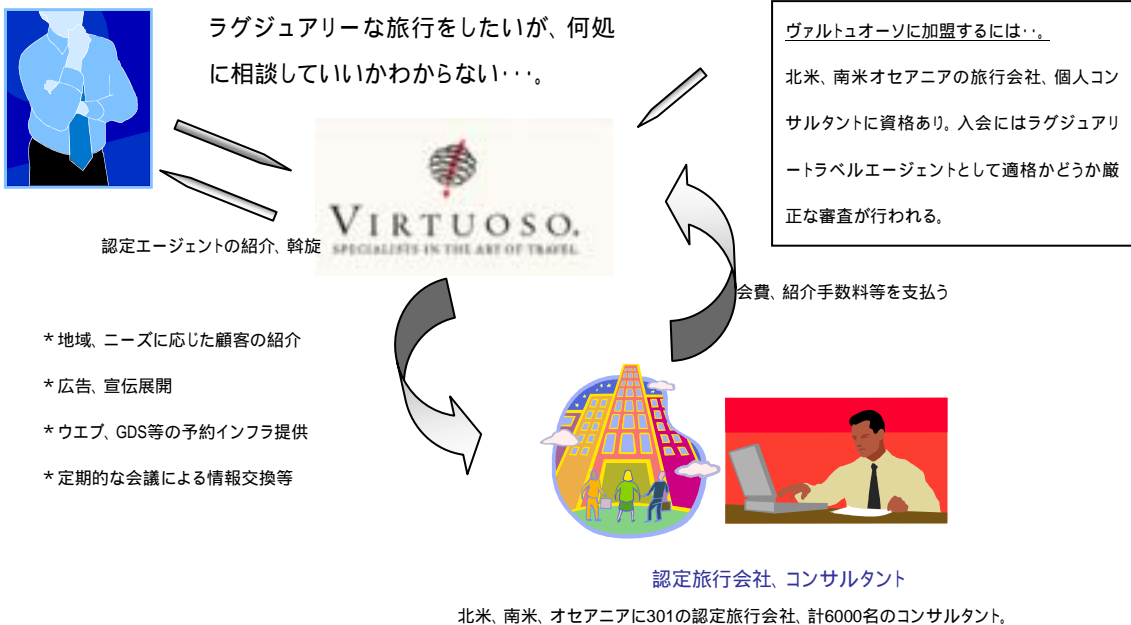 ラグジュアリーな旅行をしたいが、何処
に相談していいかわからない･･･。
ヴァルトュオーソに加盟するには･･。
北米、南米オセアニアの旅行会社、個人コン
サルタントに資格あり。入会にはラグジュアリ
ートラベルエージェントとして適格かどうか厳
正な審査が行われる。
VIRTUOSO.
SPECIALISTS IN THE ART OF TRAVEL
認定エージェントの紹介、斡旋
会費、紹介手数料等を支払う
＊地域、ニーズに応じた顧客の紹介
＊広告、宣伝展開
＊ウエブ、GDS等の予約インフラ提供
＊定期的な会議による情報交換等
認定旅行会社、コンサルタント
北米、南米、オセアニアに301の認定旅行会社、計6000名のコンサルタント。